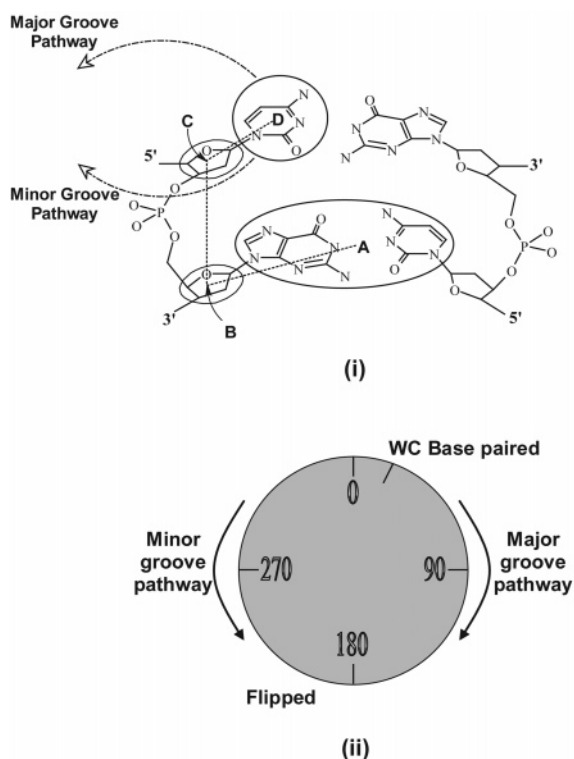 Major Groove
Pathway
C
D
N
N
N
O
O
5'
O
N
N
N
N
N
O
3'
Minor Groove
Pathway
O
P
O
O
O
O
N
N
N
N
N
O
A
N
N
N
O
O
O
P
O
O
O
3'
B
5'
(i)
WC Base paired
0
Minor
groove
pathway
270
90
Major
groove
pathway
180
Flipped
(ii)